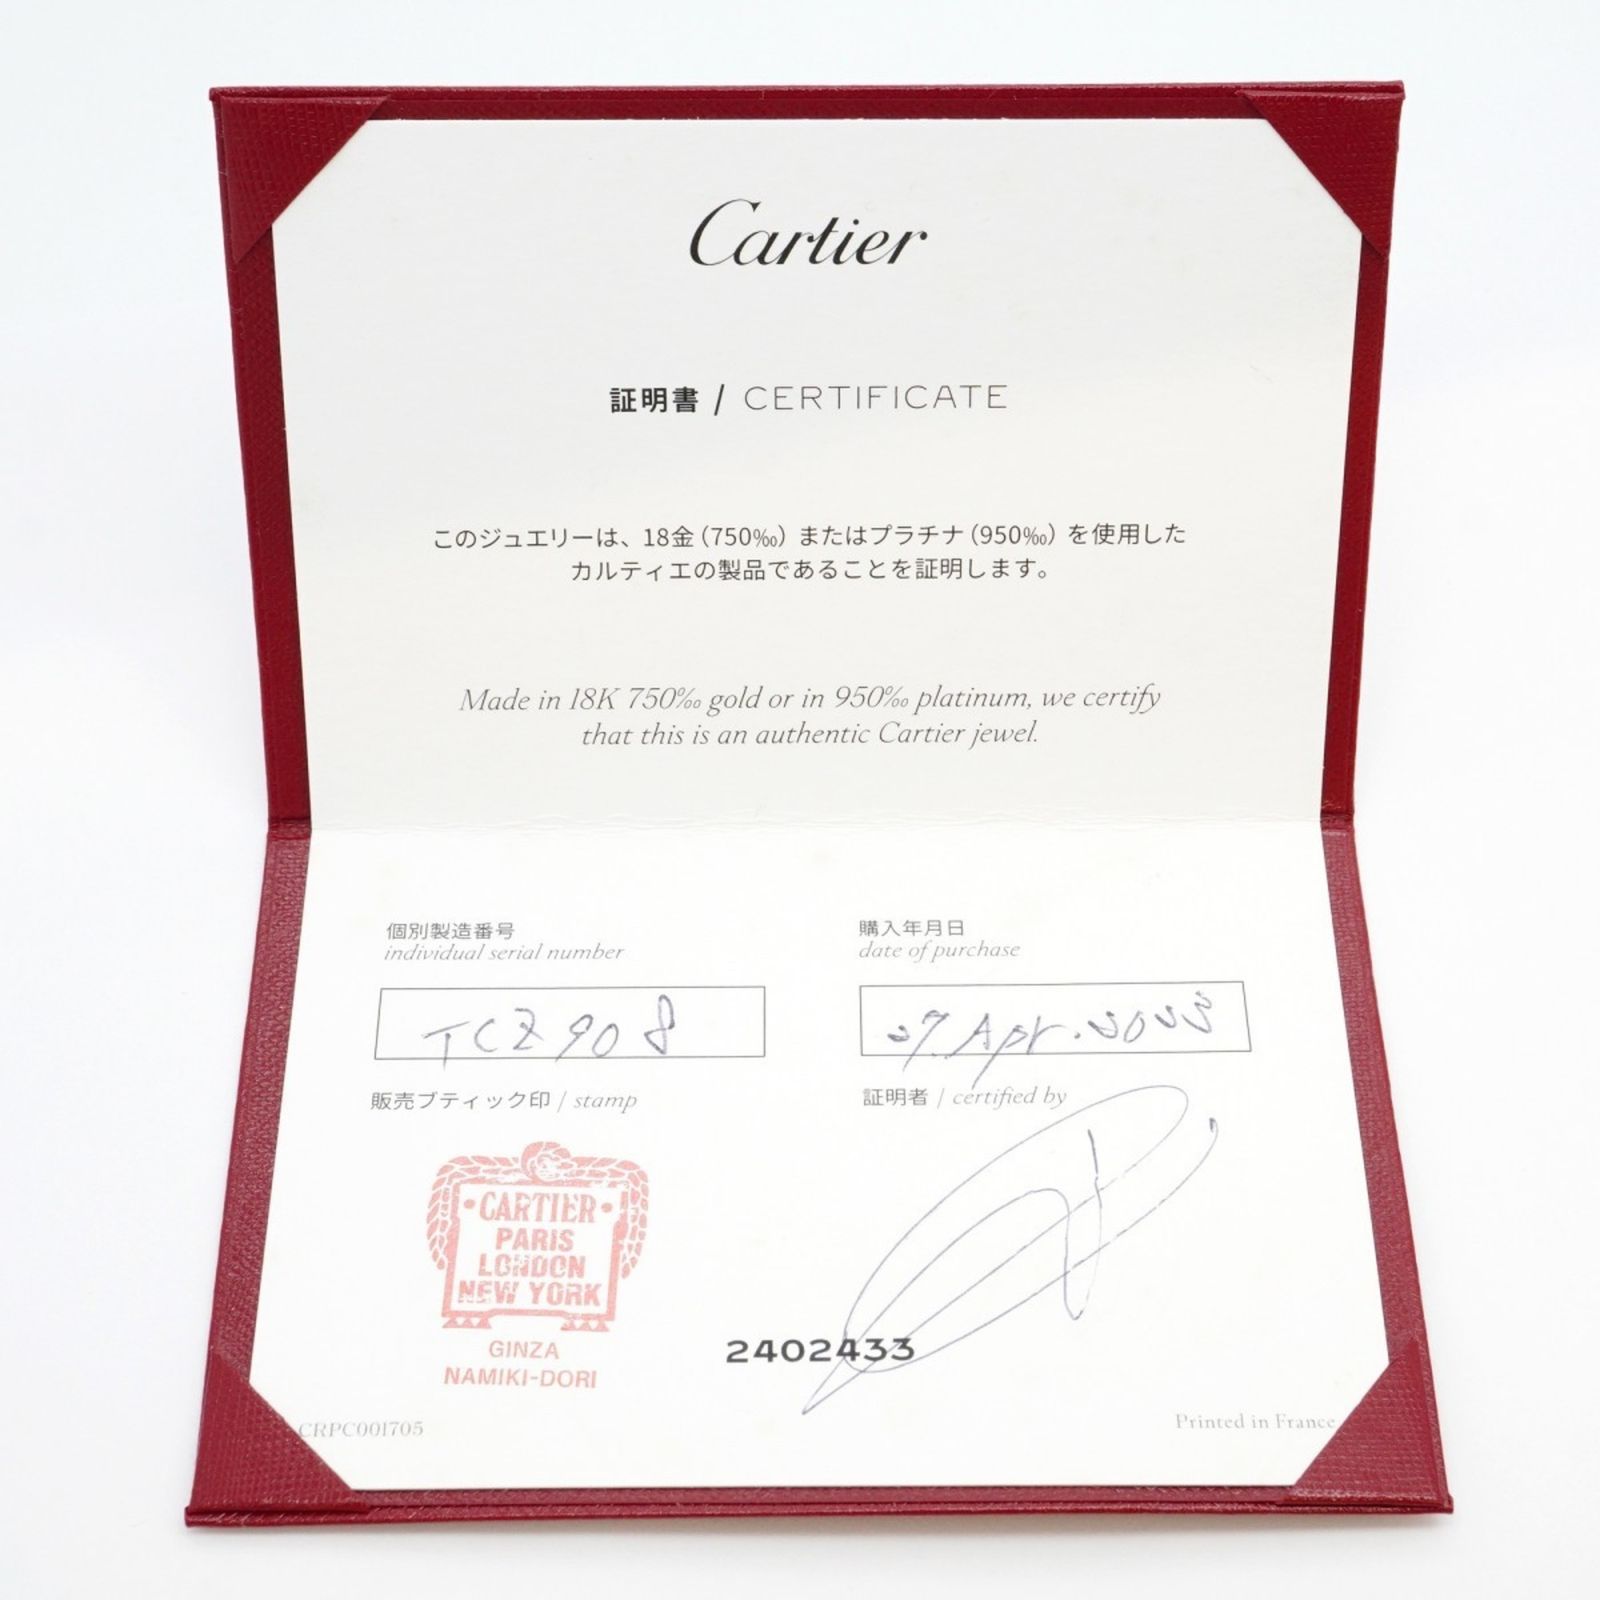 Cartier
証明書 / CERTIFICATE
このジュエリーは、18金（750‰）またはプラチナ（950‰）を使用した
カルティエの製品であることを証明します。
Made in 18K 750‰ gold or in 950‰ platinum, we certify
that this is an authentic Cartier jewel.
個別製造番号
individual serial number
TCZ908
購入年月日
date of purchase
27. Apr. 2023
販売ブティック印 / stamp
証明者 / certified by
CARTIER
PARIS
LONDON
NEW YORK
GINZA
NAMIKI-DORI
2402433
CRPC001705
Printed in France